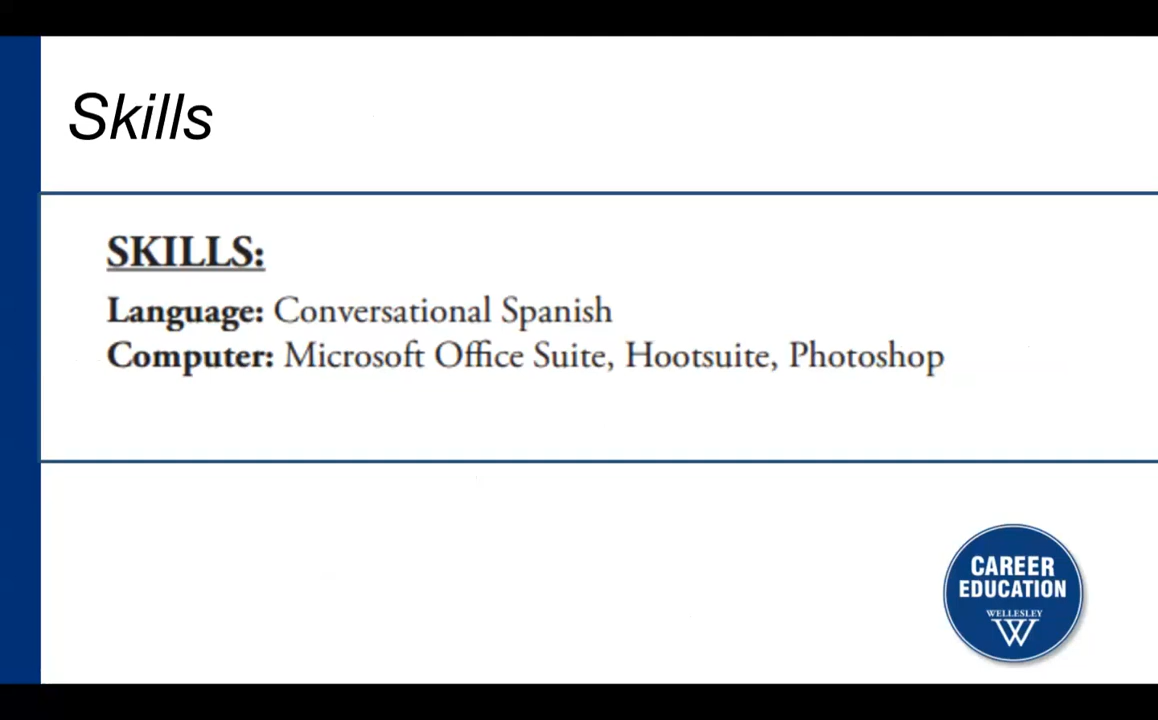 Skills
SKILLS:
Language: Conversational Spanish
Computer: Microsoft Office Suite, Hootsuite, Photoshop
CAREER
EDUCATION
WELLESLEY
W